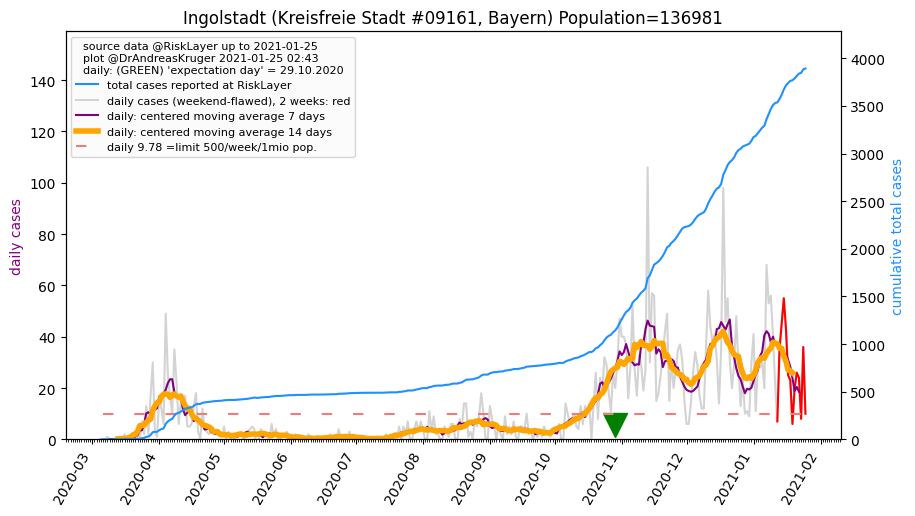 Ingolstadt (Kreisfreie Stadt #09161, Bayern) Population=136981
source data @RiskLayer up to 2021-01-25
plot @DrAndreasKruger 2021-01-25 02:43
daily: (GREEN) 'expectation day' = 29.10.2020
total cases reported at RiskLayer
daily cases (weekend-flawed), 2 weeks: red
daily: centered moving average 7 days
daily: centered moving average 14 days
daily 9.78 =limit 500/week/1mio pop.
daily cases
140
120
100
80
60
40
20
0
cumulative total cases
4000
3500
3000
2500
2000
1500
1000
500
0
2020-03
2020-04
2020-05
2020-06
2020-07
2020-08
2020-09
2020-10
2020-11
2020-12
2021-01
2021-02